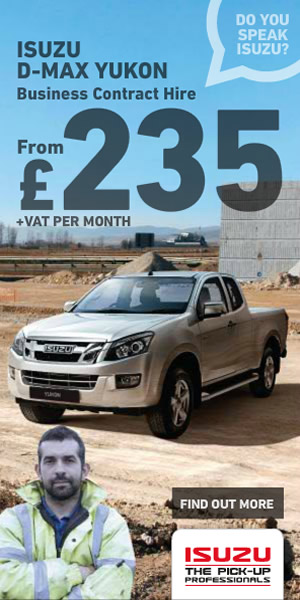 DO YOU
SPEAK
ISUZU?
ISUZU
D-MAX YUKON
Business Contract Hire
From
£235
+VAT PER MONTH
ISUZU
YUKON
FIND OUT MORE
ISUZU
THE PICK-UP
PROFESSIONALS